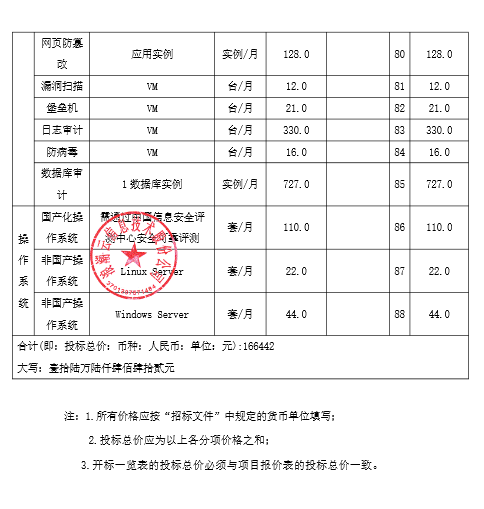 网页防篡改 应用实例 实例/月 128.0 80 128.0
漏洞扫描 VM 台/月 12.0 81 12.0
堡垒机 VM 台/月 21.0 82 21.0
日志审计 VM 台/月 330.0 83 330.0
防病毒 VM 台/月 16.0 84 16.0
数据库审计 1数据库实例 实例/月 727.0 85 727.0
操作系统
国产化操作系统 需通过中国信息安全评测中心安全可靠评测 套/月 110.0 86 110.0
非国产操作系统 Linux Server 套/月 22.0 87 22.0
非国产操作系统 Windows Server 套/月 44.0 88 44.0
合计(即：投标总价：币种：人民币：单位：元):166442
大写：壹拾陆万陆仟肆佰肆拾贰元
注：1.所有价格应按“招标文件”中规定的货币单位填写；
2.投标总价应为以上各分项价格之和；
3.开标一览表的投标总价必须与项目报价表的投标总价一致。